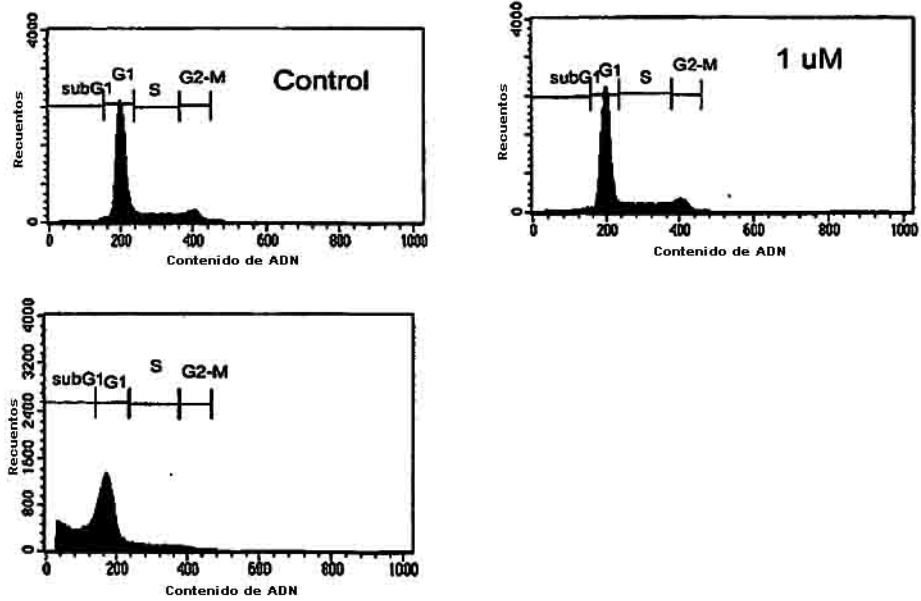 4000
Recuentos
0
subG1 G1 S G2-M
Control
0 200 400 600 800 1000
Contenido de ADN
4000
Recuentos
0
subG1 G1 S G2-M
1 uM
0 200 400 600 800 1000
Contenido de ADN
4000
3200
2400
1600
800
0
Recuentos
subG1 G1 S G2-M
0 200 400 600 800 1000
Contenido de ADN